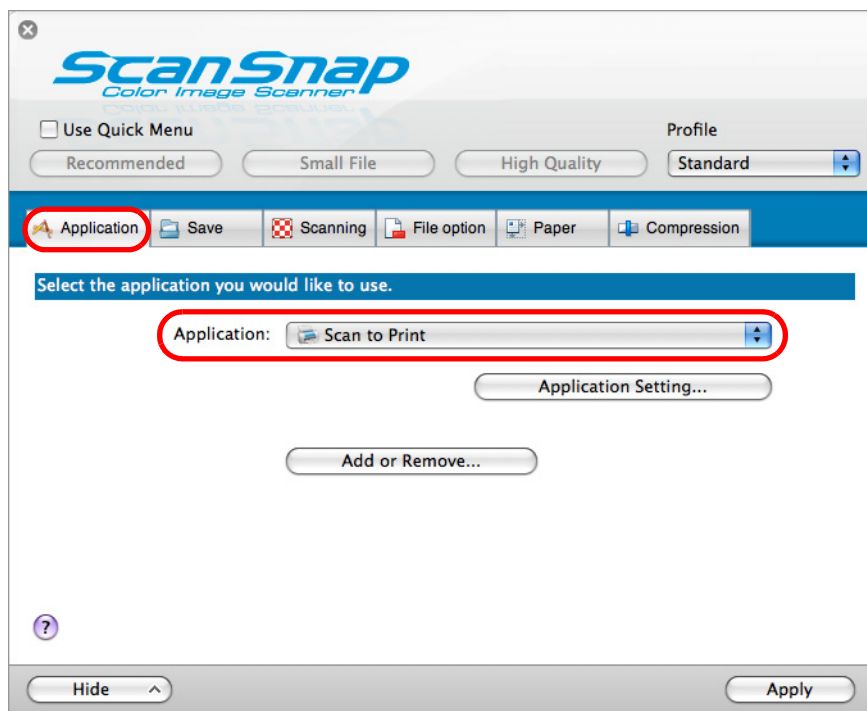 ScanSnap
Color Image Scanner
Use Quick Menu
Profile
Recommended Small File High Quality Standard
Application Save Scanning File option Paper Compression
Select the application you would like to use.
Application: Scan to Print
Application Setting...
Add or Remove...
?
Hide Apply